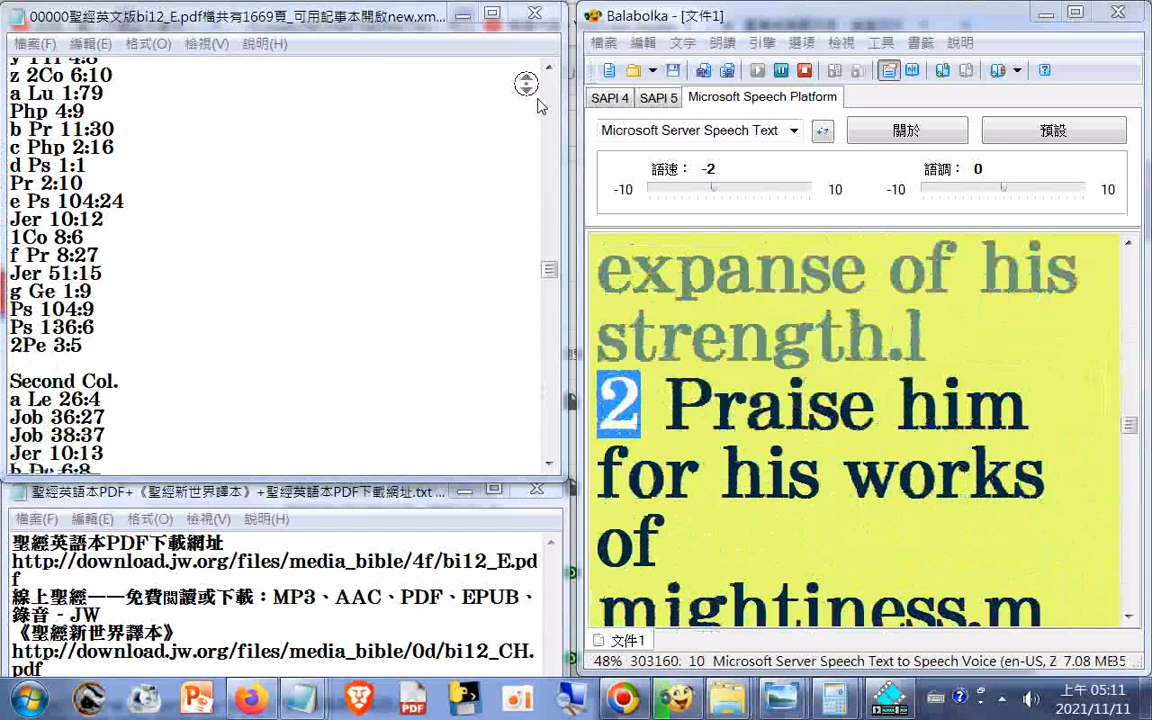 00000聖經英文版bi12_E.pdf檔共有1669頁_可用記事本開啟new.xm...
檔案(F) 編輯(E) 格式(O) 檢視(V) 說明(H)
z 2Co 6:10
a Lu 1:79
Php 4:9
b Pr 11:30
c Php 2:16
d Ps 1:1
Pr 2:10
e Ps 104:24
Jer 10:12
1Co 8:6
f Pr 8:27
Jer 51:15
g Ge 1:9
Ps 104:9
Ps 136:6
2Pe 3:5
Second Col.
a Le 26:4
Job 36:27
Job 38:37
Jer 10:13
b De 6:8
聖經英語本PDF+《聖經新世界譯本》+聖經英語本PDF下載網址.txt ...
檔案(F) 編輯(E) 格式(O) 檢視(V) 說明(H)
聖經英語本PDF下載網址
http://download.jw.org/files/media_bible/4f/bi12_E.pd
f
線上聖經——免費閱讀或下載：MP3、AAC、PDF、EPUB、
錄音 - JW
《聖經新世界譯本》
http://download.jw.org/files/media_bible/0d/bi12_CH.
pdf
Balabolka - [文件1]
檔案 編輯 文字 朗讀 引擎 選項 檢視 工具 書籤 說明
SAPI 4 SAPI 5 Microsoft Speech Platform
Microsoft Server Speech Text 關於 預設
語速： -2 語調： 0
-10 10 -10 10
expanse of his
strength.l
2 Praise him
for his works
of
mightiness.m
文件1
48% 303160: 10 Microsoft Server Speech Text to Speech Voice (en-US, Z 7.08 MB
上午 05:11
2021/11/11